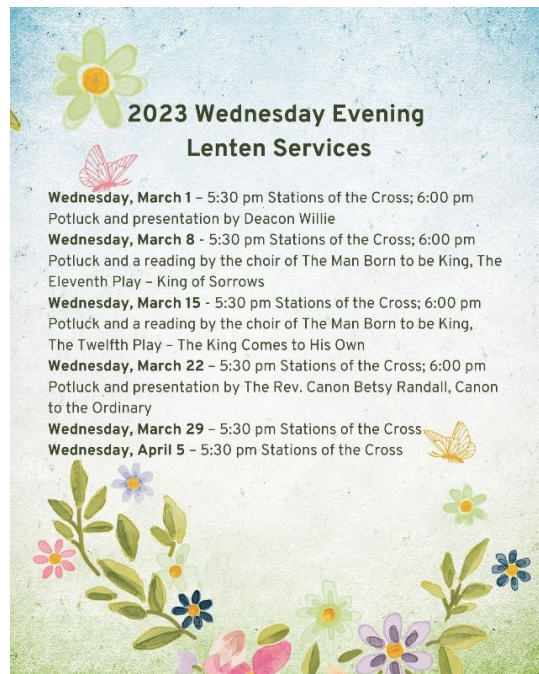 2023 Wednesday Evening
Lenten Services
Wednesday, March 1 – 5:30 pm Stations of the Cross; 6:00 pm
Potluck and presentation by Deacon Willie
Wednesday, March 8 - 5:30 pm Stations of the Cross; 6:00 pm
Potluck and a reading by the choir of The Man Born to be King, The
Eleventh Play – King of Sorrows
Wednesday, March 15 - 5:30 pm Stations of the Cross; 6:00 pm
Potluck and a reading by the choir of The Man Born to be King,
The Twelfth Play – The King Comes to His Own
Wednesday, March 22 – 5:30 pm Stations of the Cross; 6:00 pm
Potluck and presentation by The Rev. Canon Betsy Randall, Canon
to the Ordinary
Wednesday, March 29 – 5:30 pm Stations of the Cross
Wednesday, April 5 – 5:30 pm Stations of the Cross